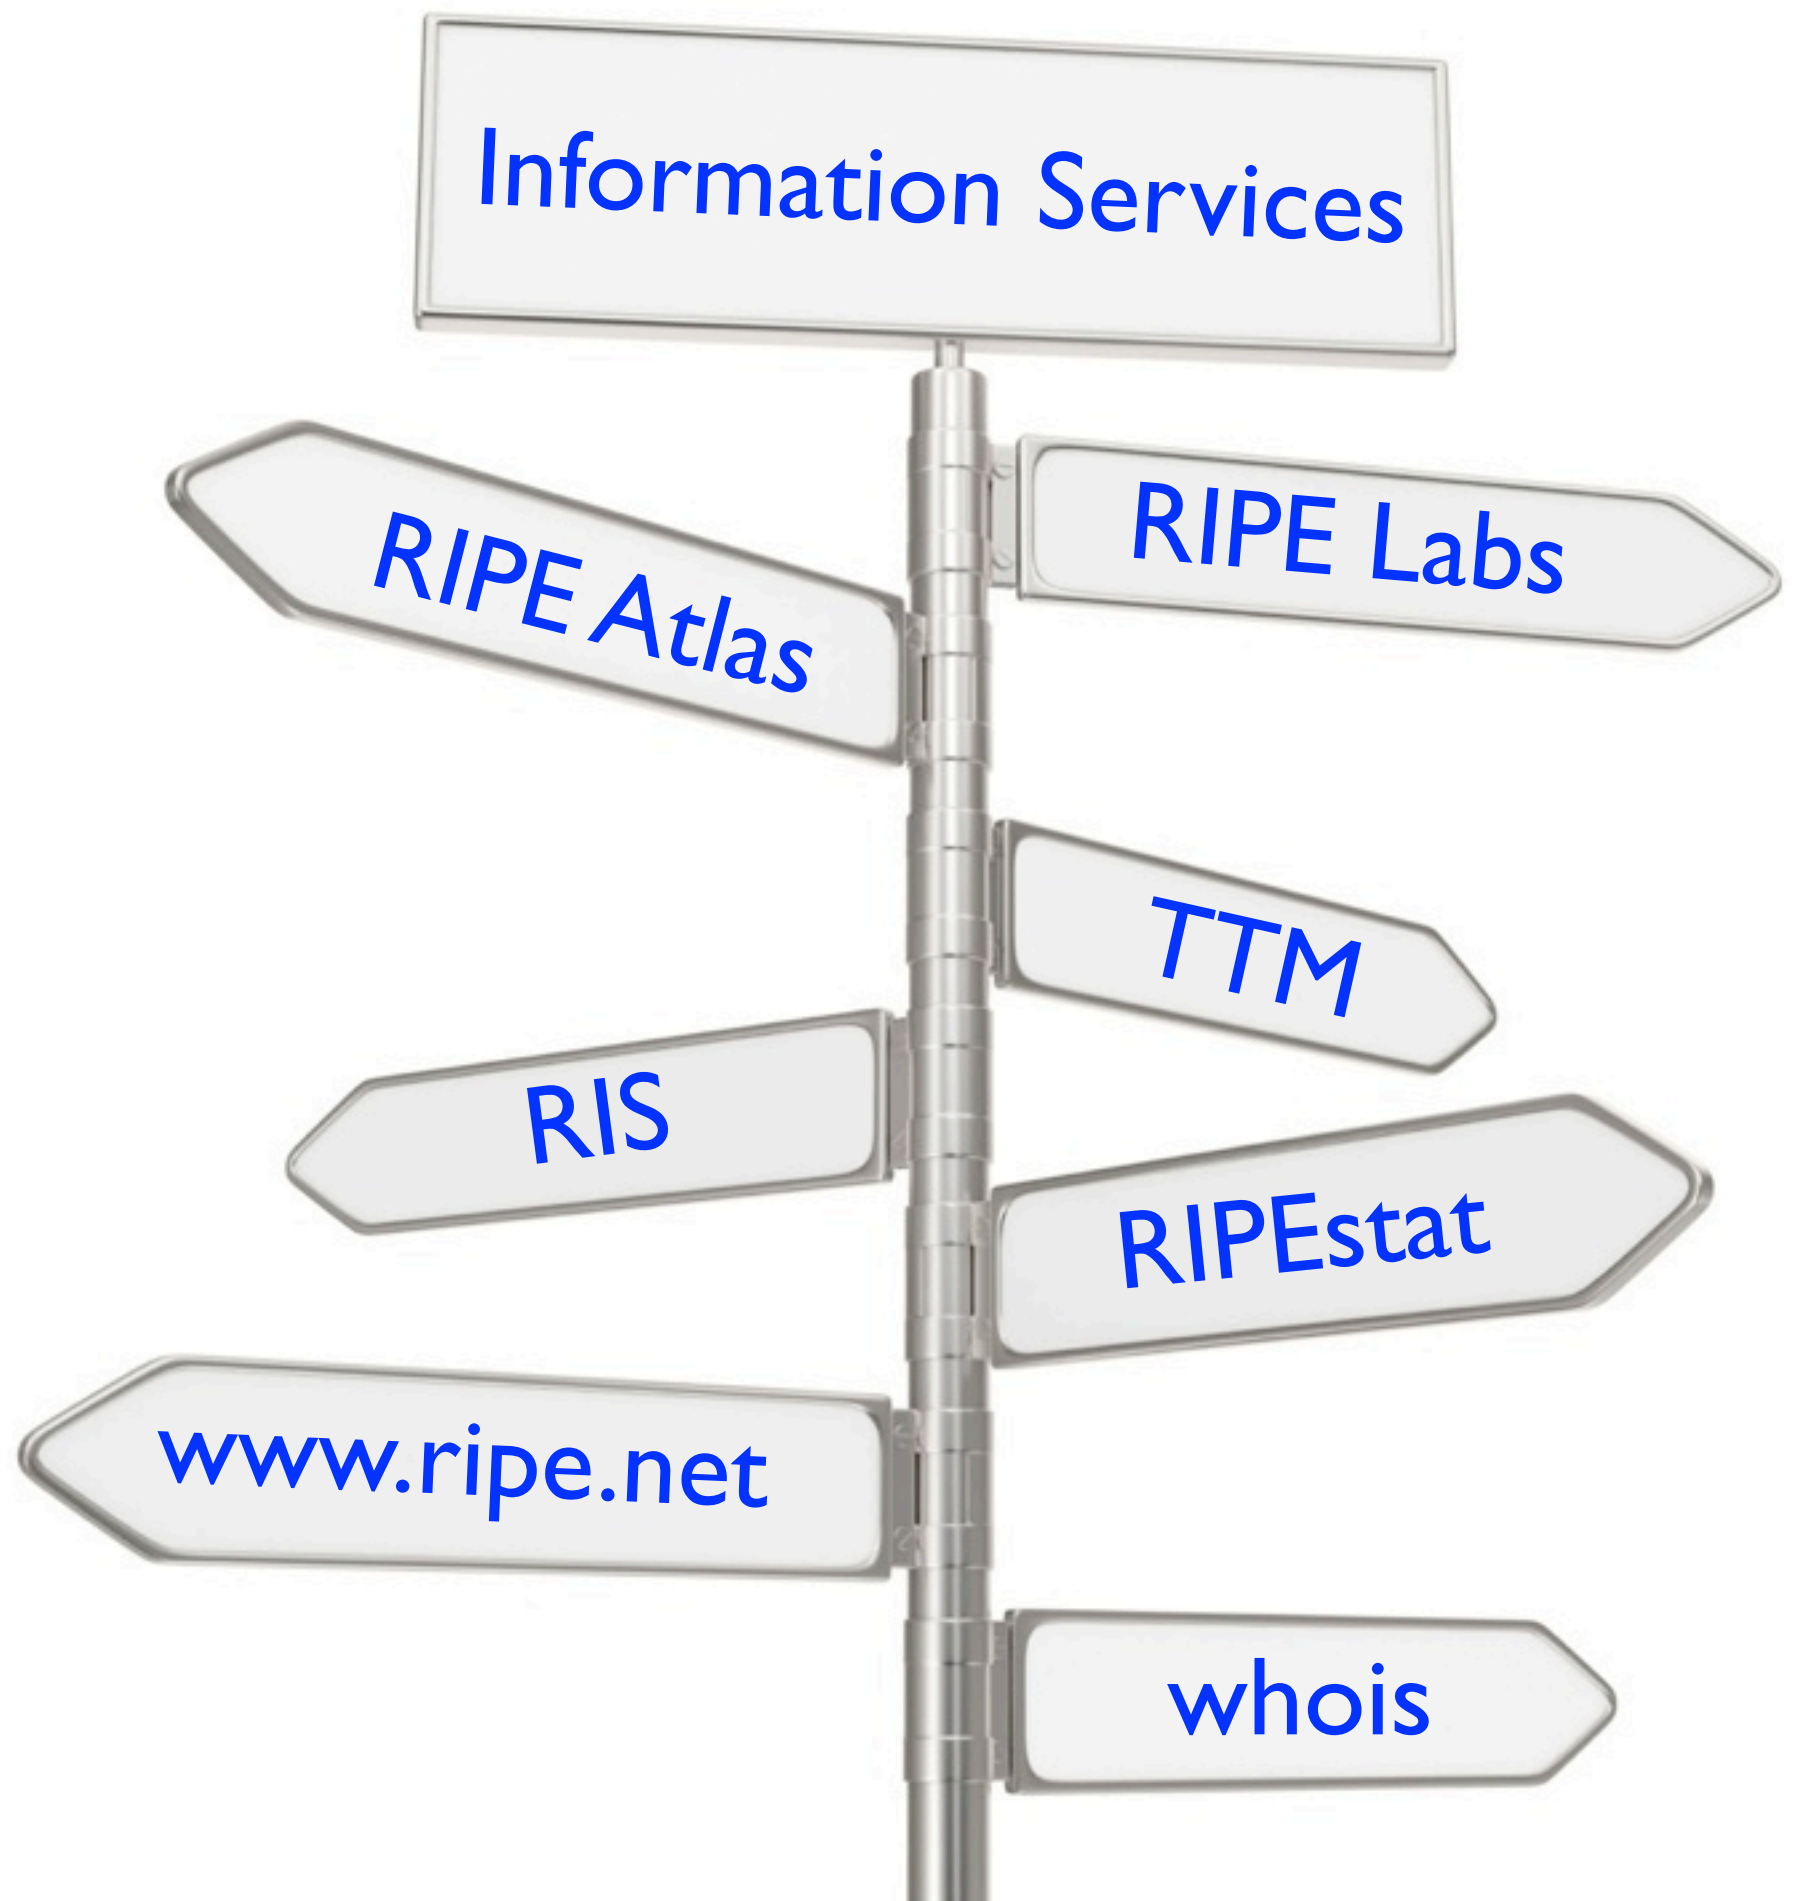 Information Services
RIPE Labs
RIPE Atlas
TTM
RIS
RIPEstat
www.ripe.net
whois